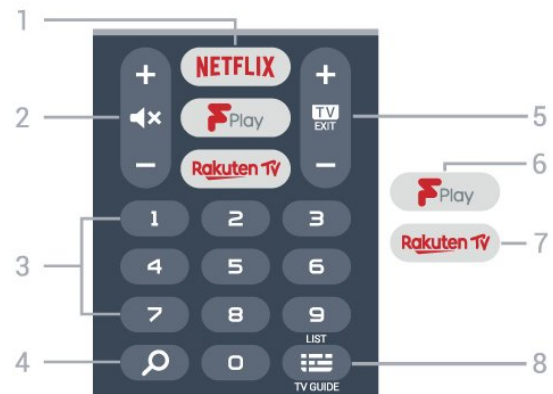 1
NETFLIX
+
+
2
F Play
TV
EXIT
5
−
Rakuten TV
−
6
F Play
Rakuten TV
7
3
1 2 3
4 5 6
7 8 9
LIST
4
0
8
TV GUIDE